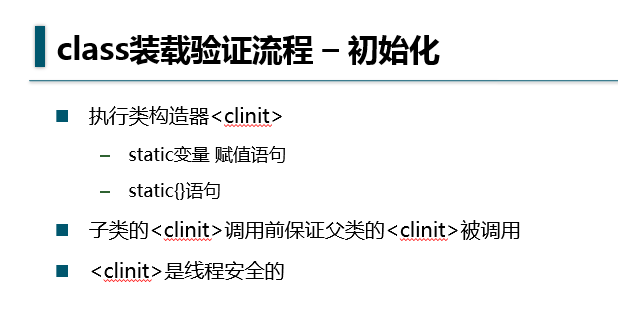 class装载验证流程 – 初始化
执行类构造器<clinit>
– static变量 赋值语句
– static{}语句
子类的<clinit>调用前保证父类的<clinit>被调用
<clinit>是线程安全的